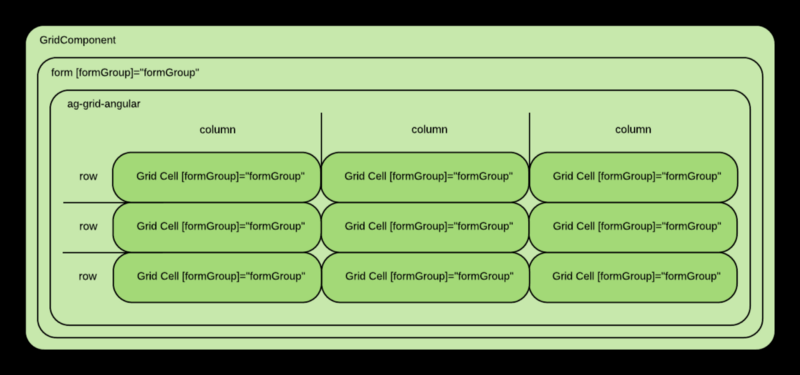 GridComponent
form [formGroup]="formGroup"
ag-grid-angular
column column column
row Grid Cell [formGroup]="formGroup" Grid Cell [formGroup]="formGroup" Grid Cell [formGroup]="formGroup"
row Grid Cell [formGroup]="formGroup" Grid Cell [formGroup]="formGroup" Grid Cell [formGroup]="formGroup"
row Grid Cell [formGroup]="formGroup" Grid Cell [formGroup]="formGroup" Grid Cell [formGroup]="formGroup"